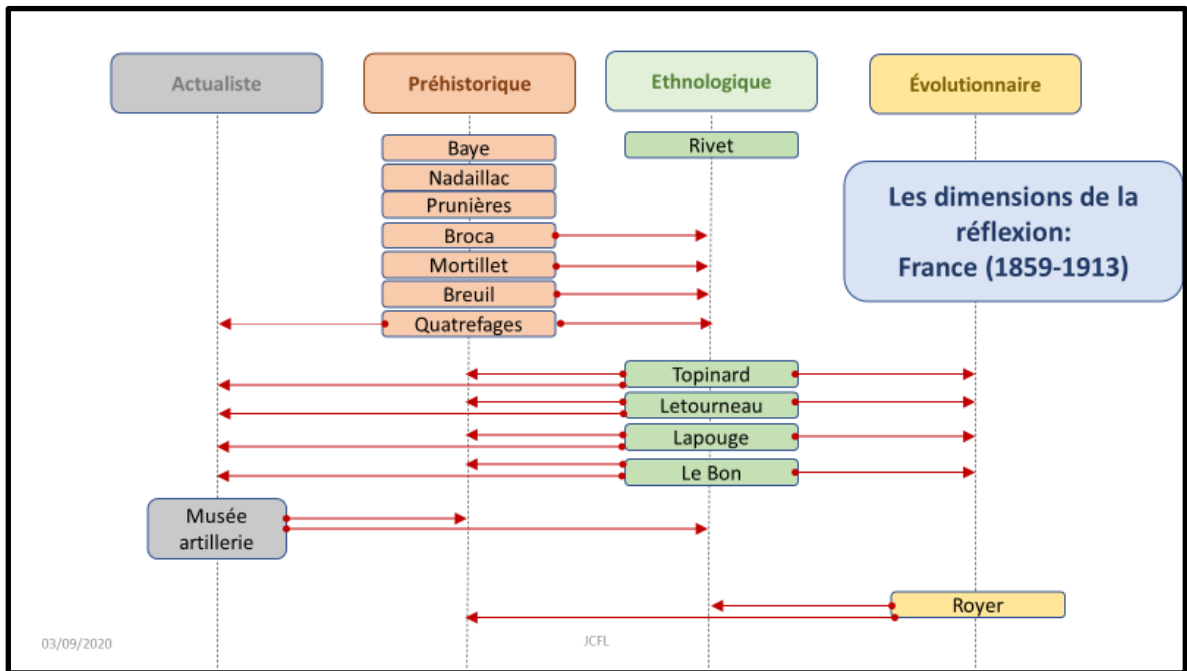 Actualiste
Préhistorique
Ethnologique
Évolutionnaire
Baye
Rivet
Nadaillac
Prunières
Les dimensions de la
réflexion:
France (1859-1913)
Broca
Mortillet
Breuil
Quatrefages
Topinard
Letourneau
Lapouge
Le Bon
Musée
artillerie
Royer
03/09/2020
JCFL